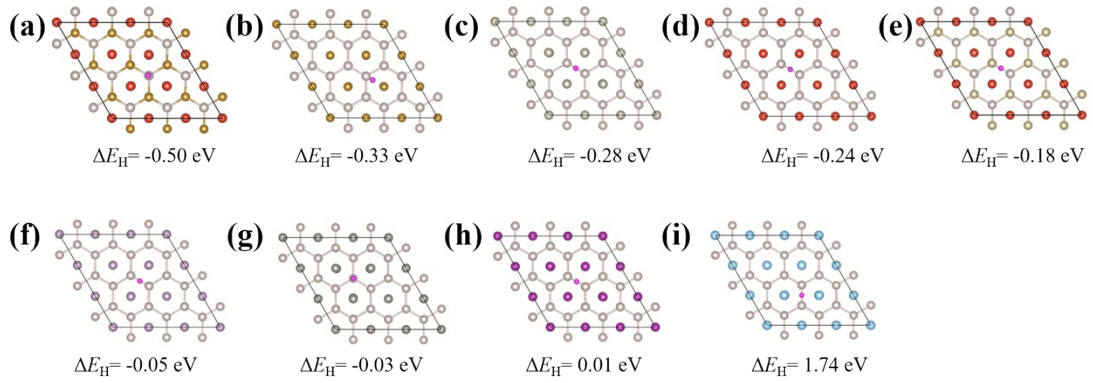 (a) (b) (c) (d) (e)
ΔE_H= -0.50 eV ΔE_H= -0.33 eV ΔE_H= -0.28 eV ΔE_H= -0.24 eV ΔE_H= -0.18 eV
(f) (g) (h) (i)
ΔE_H= -0.05 eV ΔE_H= -0.03 eV ΔE_H= 0.01 eV ΔE_H= 1.74 eV